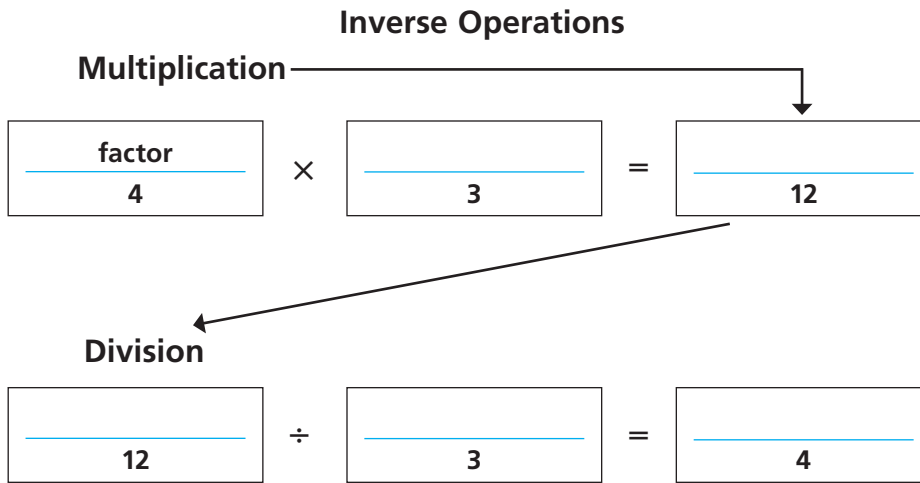 Inverse Operations
Multiplication
factor
4 × 3 = 12
Division
12 ÷ 3 = 4